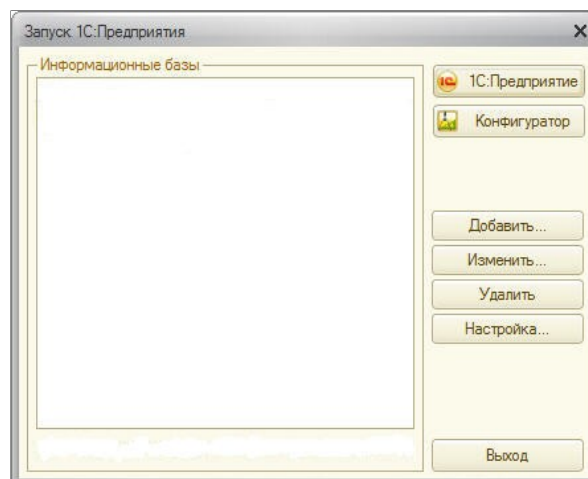 Запуск 1С:Предприятия
Информационные базы
1С:Предприятие
Конфигуратор
Добавить...
Изменить...
Удалить
Настройка...
Выход